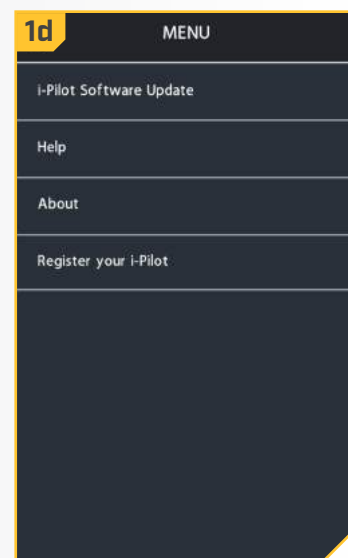 1d
MENU
i-Pilot Software Update
Help
About
Register your i-Pilot